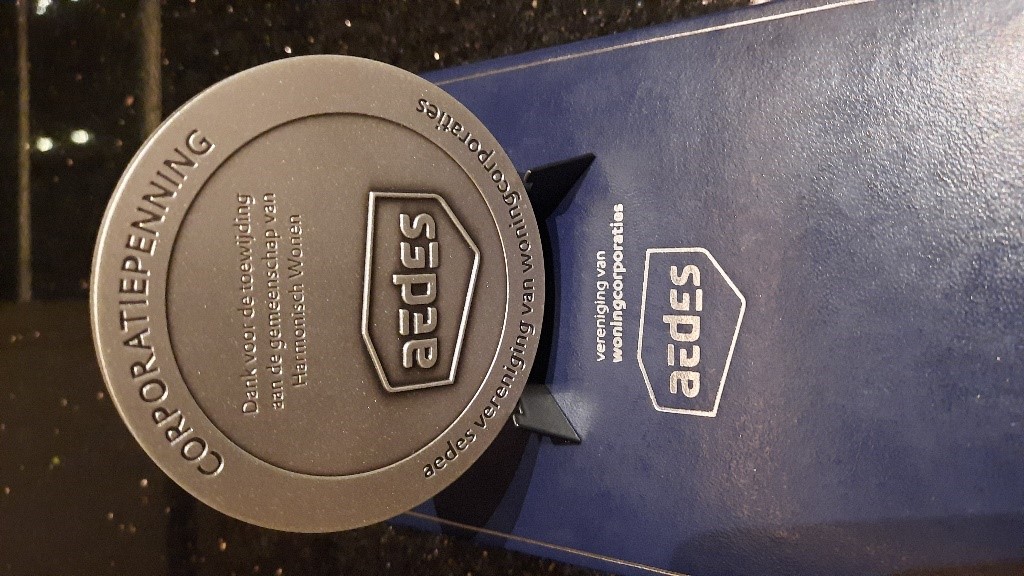 CORPORATIEPENNING
Dank voor de toewijding
aan de gemeenschap van
Harmonisch Wonen
aedes
aedes vereniging van woningcorporaties
vereniging van
woningcorporaties
aedes